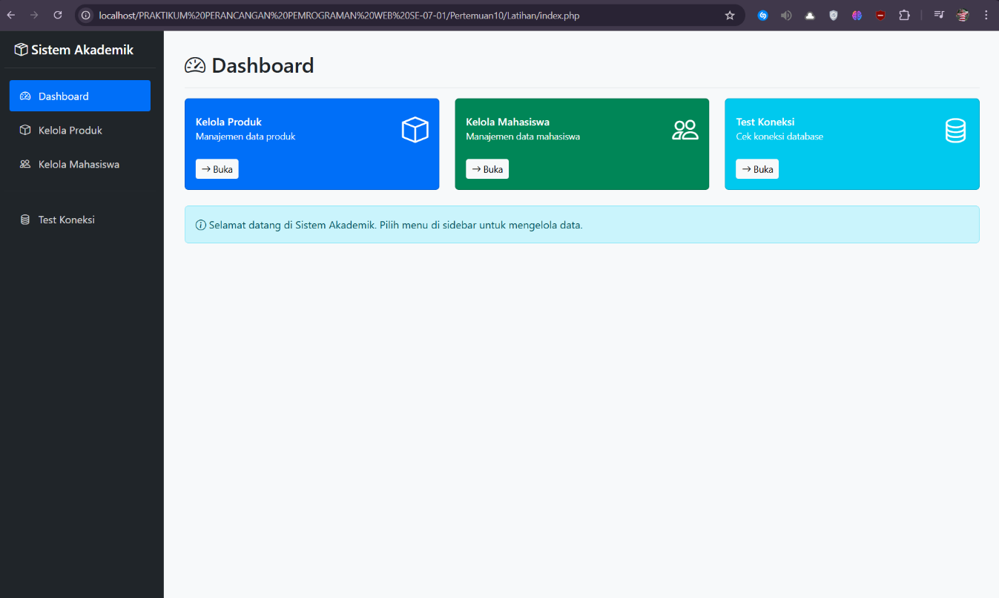 localhost/PRAKTIKUM%20PERANCANGAN%20PEMROGRAMAN%20WEB%20SE-07-01/Pertemuan10/Latihan/index.php
Sistem Akademik
Dashboard
Kelola Produk
Kelola Mahasiswa
Test Koneksi
Dashboard
Kelola Produk
Manajemen data produk
→ Buka
Kelola Mahasiswa
Manajemen data mahasiswa
→ Buka
Test Koneksi
Cek koneksi database
→ Buka
Selamat datang di Sistem Akademik. Pilih menu di sidebar untuk mengelola data.